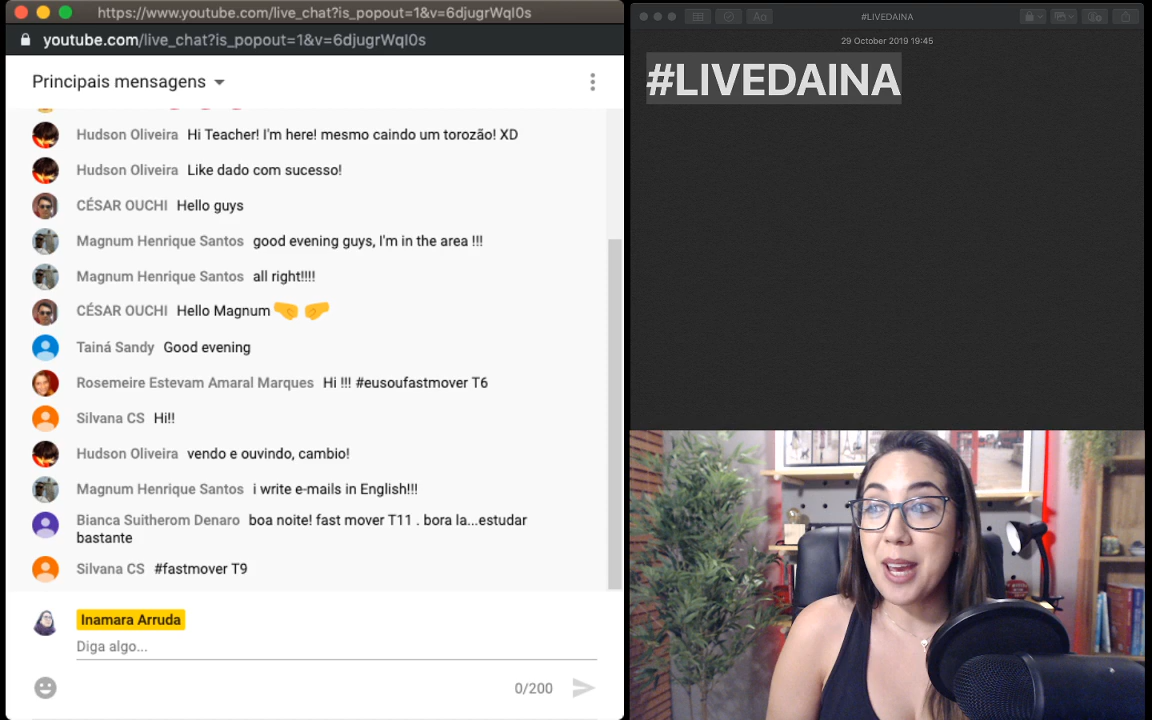 https://www.youtube.com/live_chat?is_popout=1&v=6djugrWqI0s
youtube.com/live_chat?is_popout=1&v=6djugrWqI0s
Principais mensagens
Hudson Oliveira Hi Teacher! I'm here! mesmo caindo um torozão! XD
Hudson Oliveira Like dado com sucesso!
CÉSAR OUCHI Hello guys
Magnum Henrique Santos good evening guys, I'm in the area !!!
Magnum Henrique Santos all right!!!!
CÉSAR OUCHI Hello Magnum
Tainá Sandy Good evening
Rosemeire Estevam Amaral Marques Hi !!! #eusoufastmover T6
Silvana CS Hi!!
Hudson Oliveira vendo e ouvindo, cambio!
Magnum Henrique Santos i write e-mails in English!!!
Bianca Suitherom Denaro boa noite! fast mover T11 . bora la...estudar
bastante
Silvana CS #fastmover T9
Inamara Arruda
Diga algo...
0/200
#LIVEDAINA
Aa
29 October 2019 19:45
#LIVEDAINA